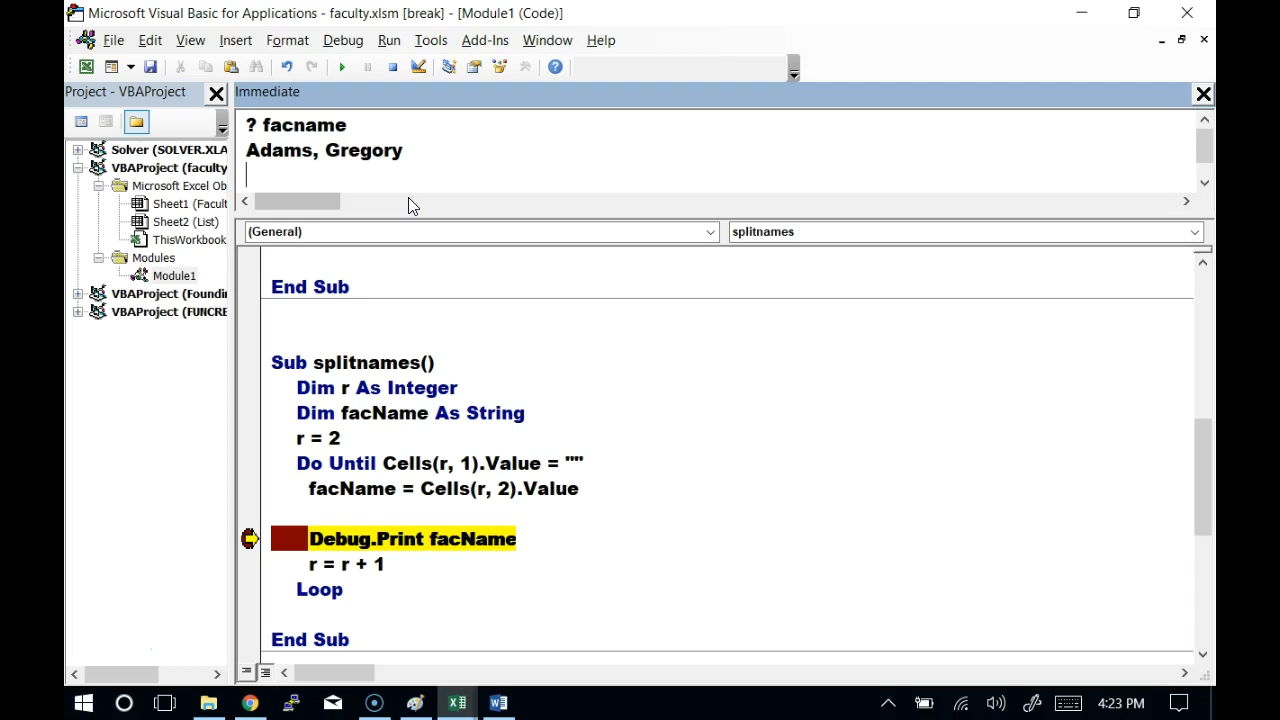 Microsoft Visual Basic for Applications - faculty.xlsm [break] - [Module1 (Code)]
File Edit View Insert Format Debug Run Tools Add-Ins Window Help
Project - VBAProject
Immediate
? facname
Adams, Gregory
Solver (SOLVER.XLA
VBAProject (faculty
Microsoft Excel Ob
Sheet1 (Facult
Sheet2 (List)
ThisWorkbook
Modules
Module1
VBAProject (Foundin
VBAProject (FUNCRE
(General) splitnames
End Sub
Sub splitnames()
Dim r As Integer
Dim facName As String
r = 2
Do Until Cells(r, 1).Value = ""
facName = Cells(r, 2).Value
Debug.Print facName
r = r + 1
Loop
End Sub
4:23 PM